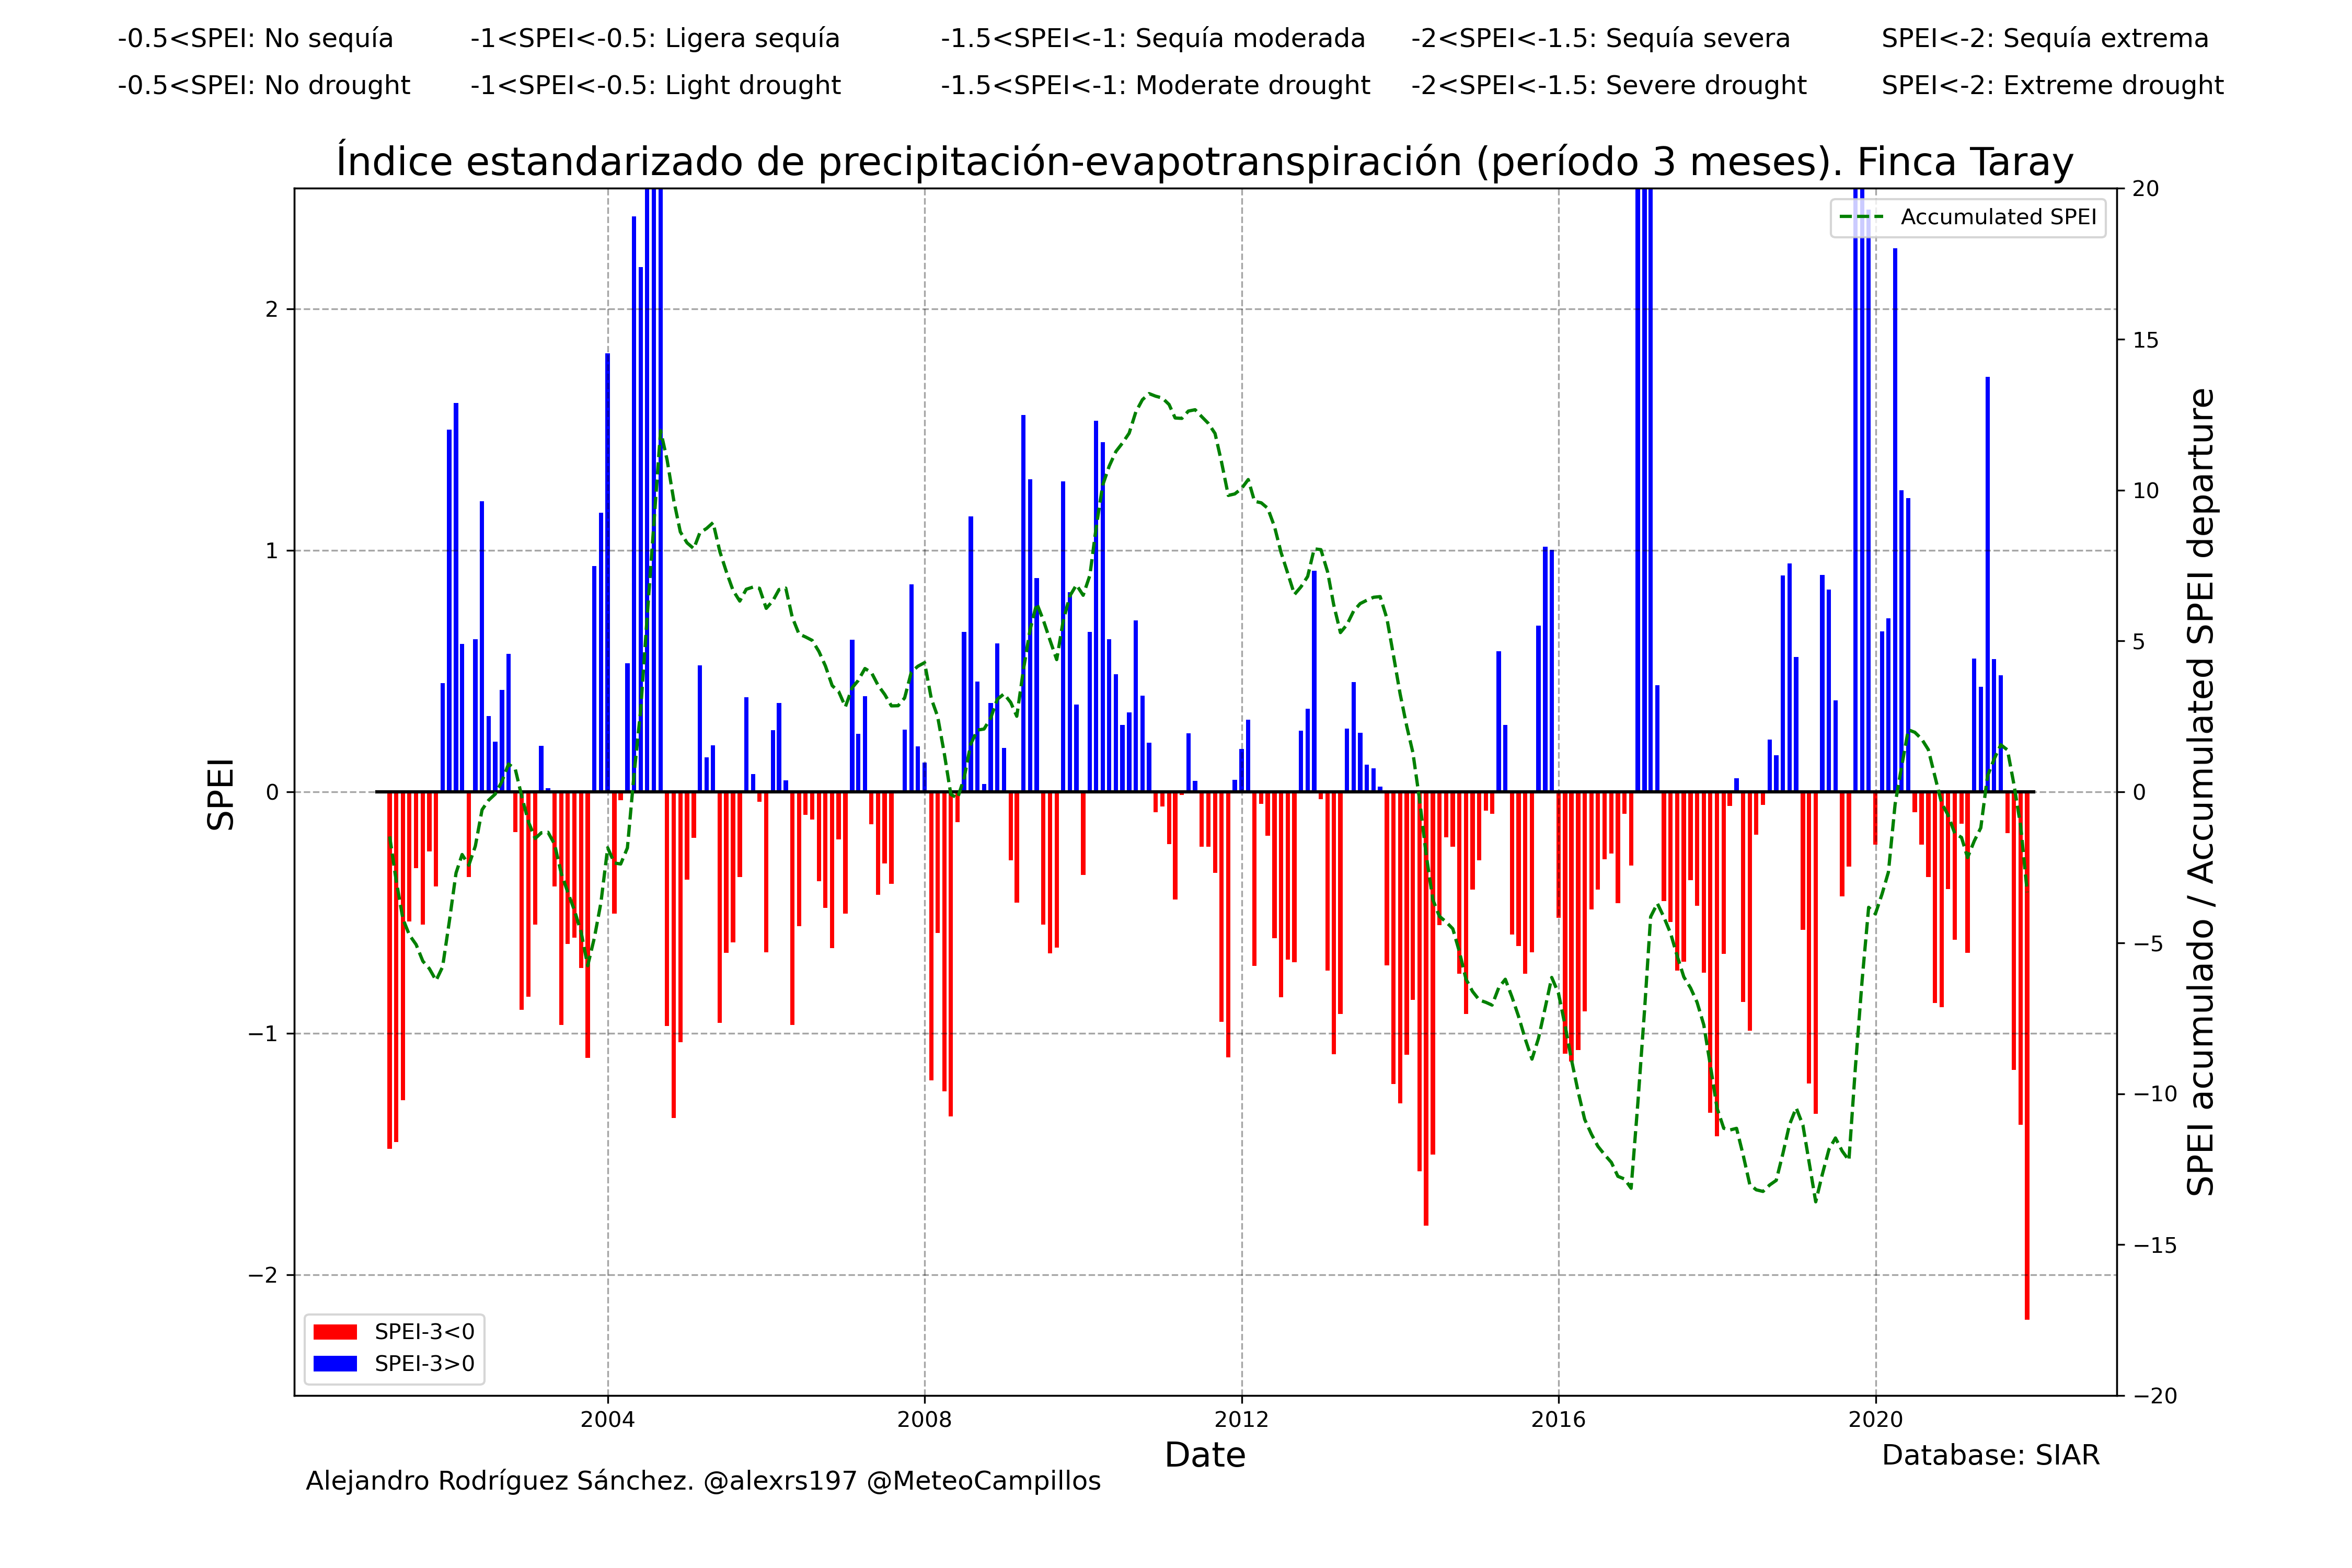 -0.5<SPEI: No sequía -1<SPEI<-0.5: Ligera sequía -1.5<SPEI<-1: Sequía moderada -2<SPEI<-1.5: Sequía severa SPEI<-2: Sequía extrema
-0.5<SPEI: No drought -1<SPEI<-0.5: Light drought -1.5<SPEI<-1: Moderate drought -2<SPEI<-1.5: Severe drought SPEI<-2: Extreme drought
Índice estandarizado de precipitación-evapotranspiración (período 3 meses). Finca Taray
Accumulated SPEI
SPEI
2
1
0
−1
−2
20
15
10
5
0
−5
−10
−15
−20
SPEI acumulado / Accumulated SPEI departure
SPEI-3<0
SPEI-3>0
2004 2008 2012 2016 2020
Date
Database: SIAR
Alejandro Rodríguez Sánchez. @alexrs197 @MeteoCampillos